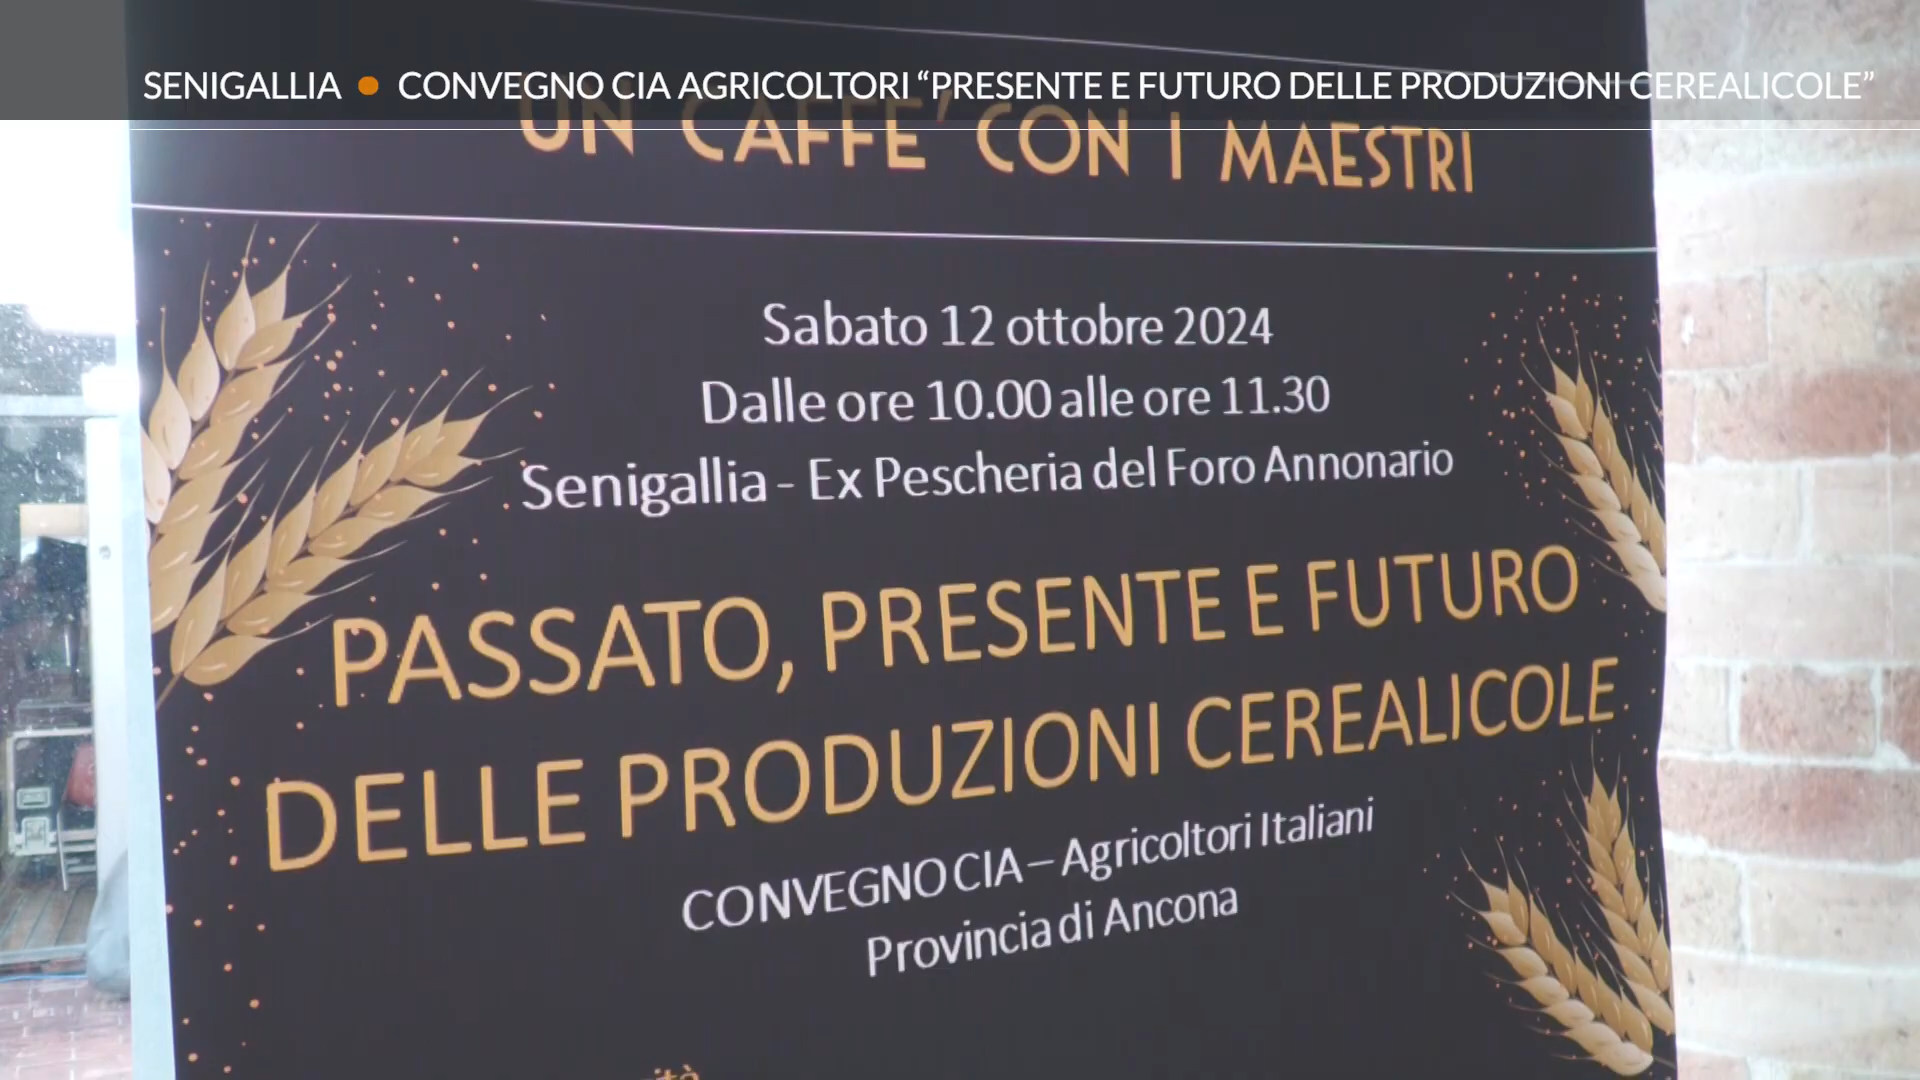 SENIGALLIA • CONVEGNO CIA AGRICOLTORI “PRESENTE E FUTURO DELLE PRODUZIONI CEREALICOLE”
UN CAFFE' CON I MAESTRI
Sabato 12 ottobre 2024
Dalle ore 10.00 alle ore 11.30
Senigallia - Ex Pescheria del Foro Annonario
PASSATO, PRESENTE E FUTURO
DELLE PRODUZIONI CEREALICOLE
CONVEGNO CIA – Agricoltori Italiani
Provincia di Ancona